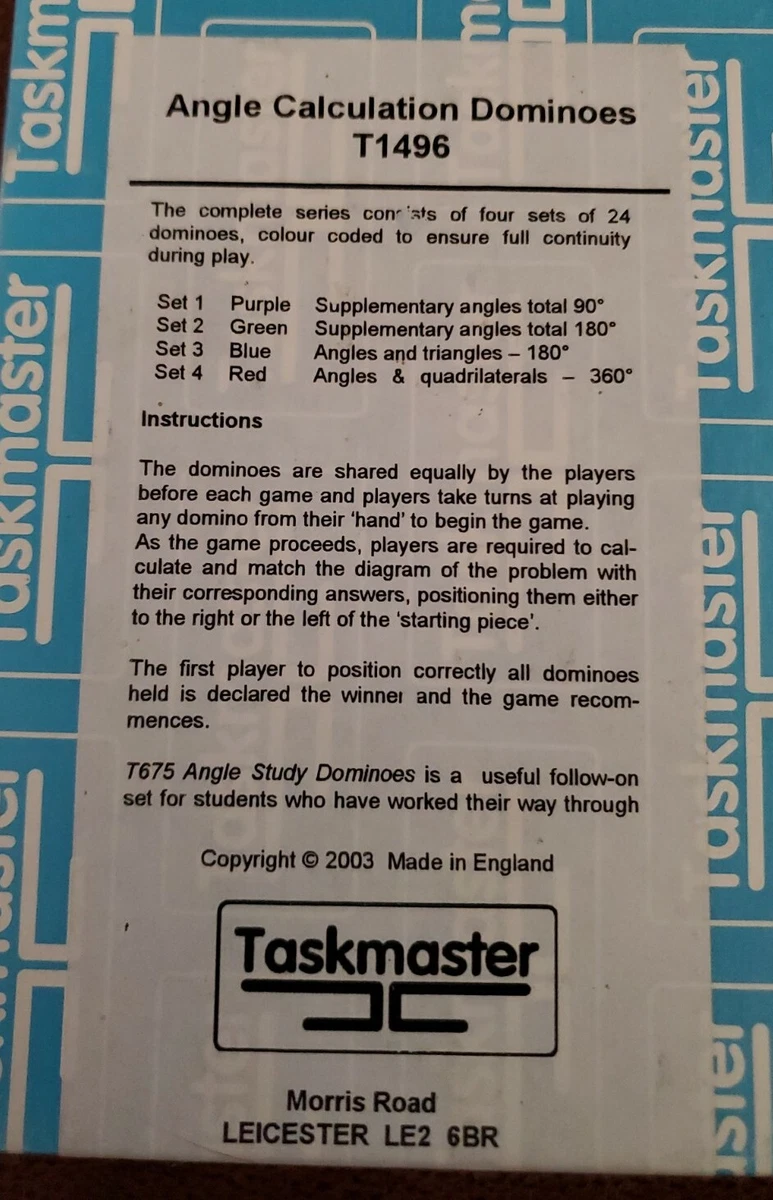 Angle Calculation Dominoes
T1496
The complete series consists of four sets of 24
dominoes, colour coded to ensure full continuity
during play.
Set 1 Purple Supplementary angles total 90°
Set 2 Green Supplementary angles total 180°
Set 3 Blue Angles and triangles – 180°
Set 4 Red Angles & quadrilaterals – 360°
Instructions
The dominoes are shared equally by the players
before each game and players take turns at playing
any domino from their ‘hand’ to begin the game.
As the game proceeds, players are required to cal-
culate and match the diagram of the problem with
their corresponding answers, positioning them either
to the right or the left of the ‘starting piece’.
The first player to position correctly all dominoes
held is declared the winner and the game recom-
mences.
T675 Angle Study Dominoes is a useful follow-on
set for students who have worked their way through
Copyright © 2003 Made in England
Taskmaster
Morris Road
LEICESTER LE2 6BR
Taskm
Taskmaster
Taskmaster
Taskmaster